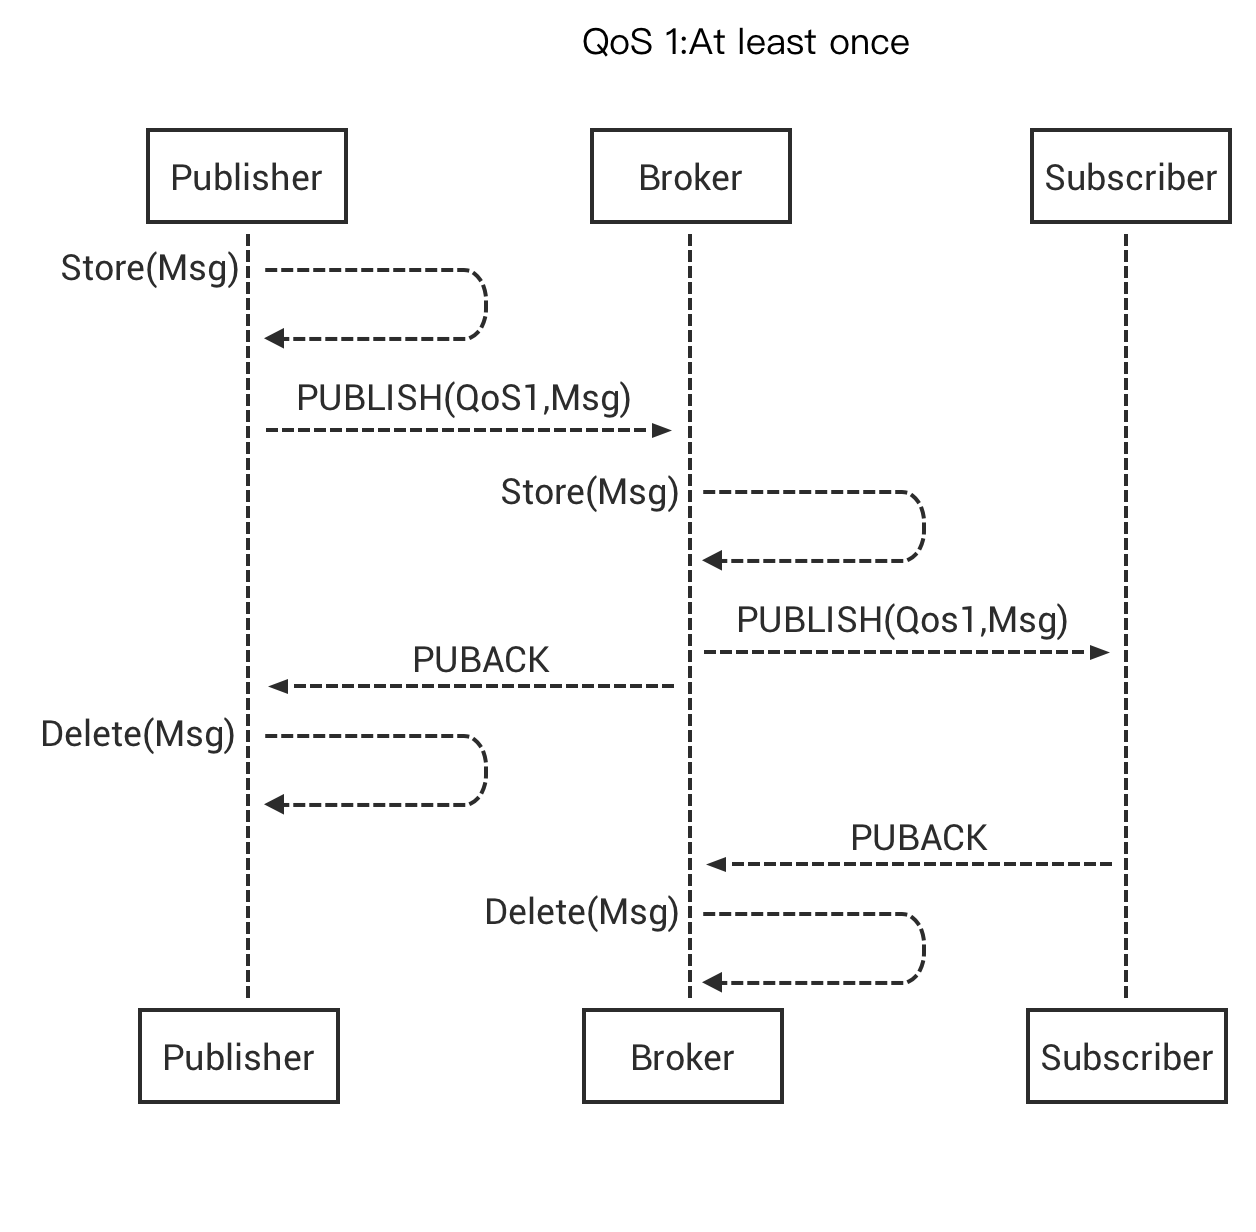 QoS 1:At least once
Publisher
Broker
Subscriber
Store(Msg)
PUBLISH(QoS1,Msg)
Store(Msg)
PUBLISH(Qos1,Msg)
PUBACK
Delete(Msg)
PUBACK
Delete(Msg)
Publisher
Broker
Subscriber